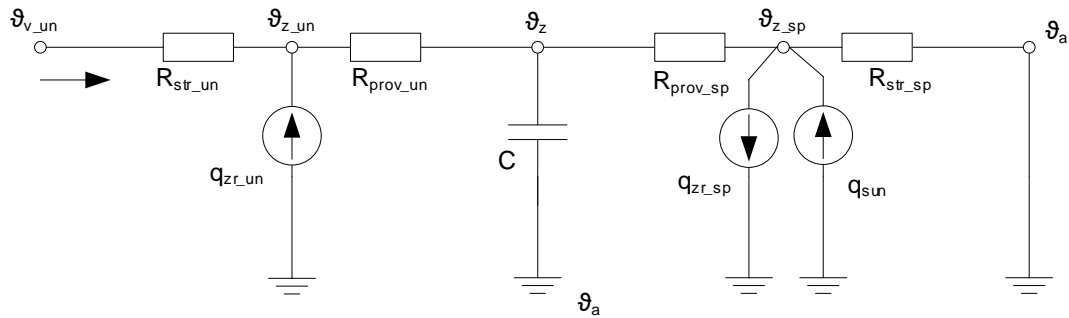 ϑv_un
ϑz_un
ϑz
ϑz_sp
ϑa
Rstr_un
Rprov_un
Rprov_sp
Rstr_sp
qzr_un
C
qzr_sp
qsun
ϑa